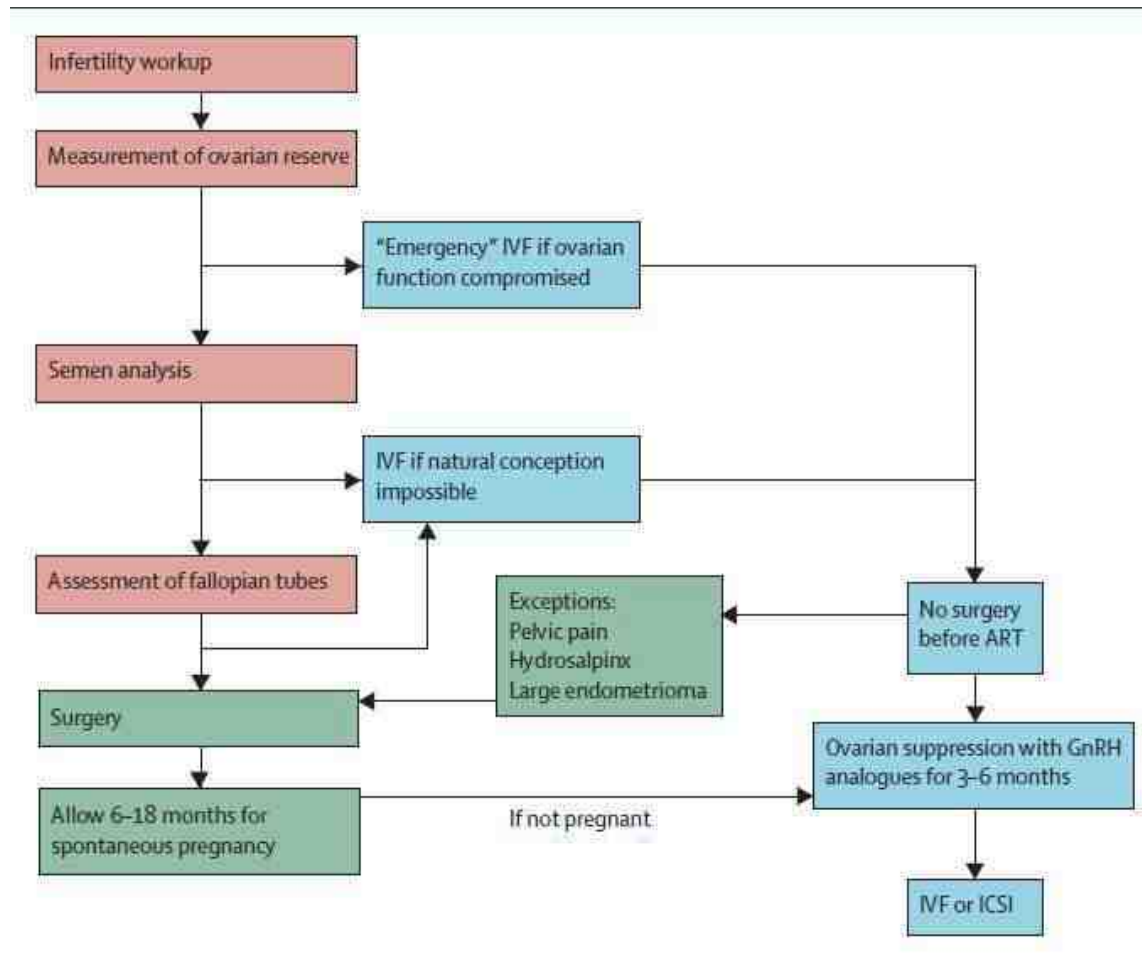 Infertility workup
Measurement of ovarian reserve
"Emergency" IVF if ovarian
function compromised
Semen analysis
IVF if natural conception
impossible
Assessment of fallopian tubes
Exceptions:
Pelvic pain
Hydrosalpinx
Large endometrioma
No surgery
before ART
Surgery
Ovarian suppression with GnRH
analogues for 3–6 months
Allow 6–18 months for
spontaneous pregnancy
If not pregnant
IVF or ICSI